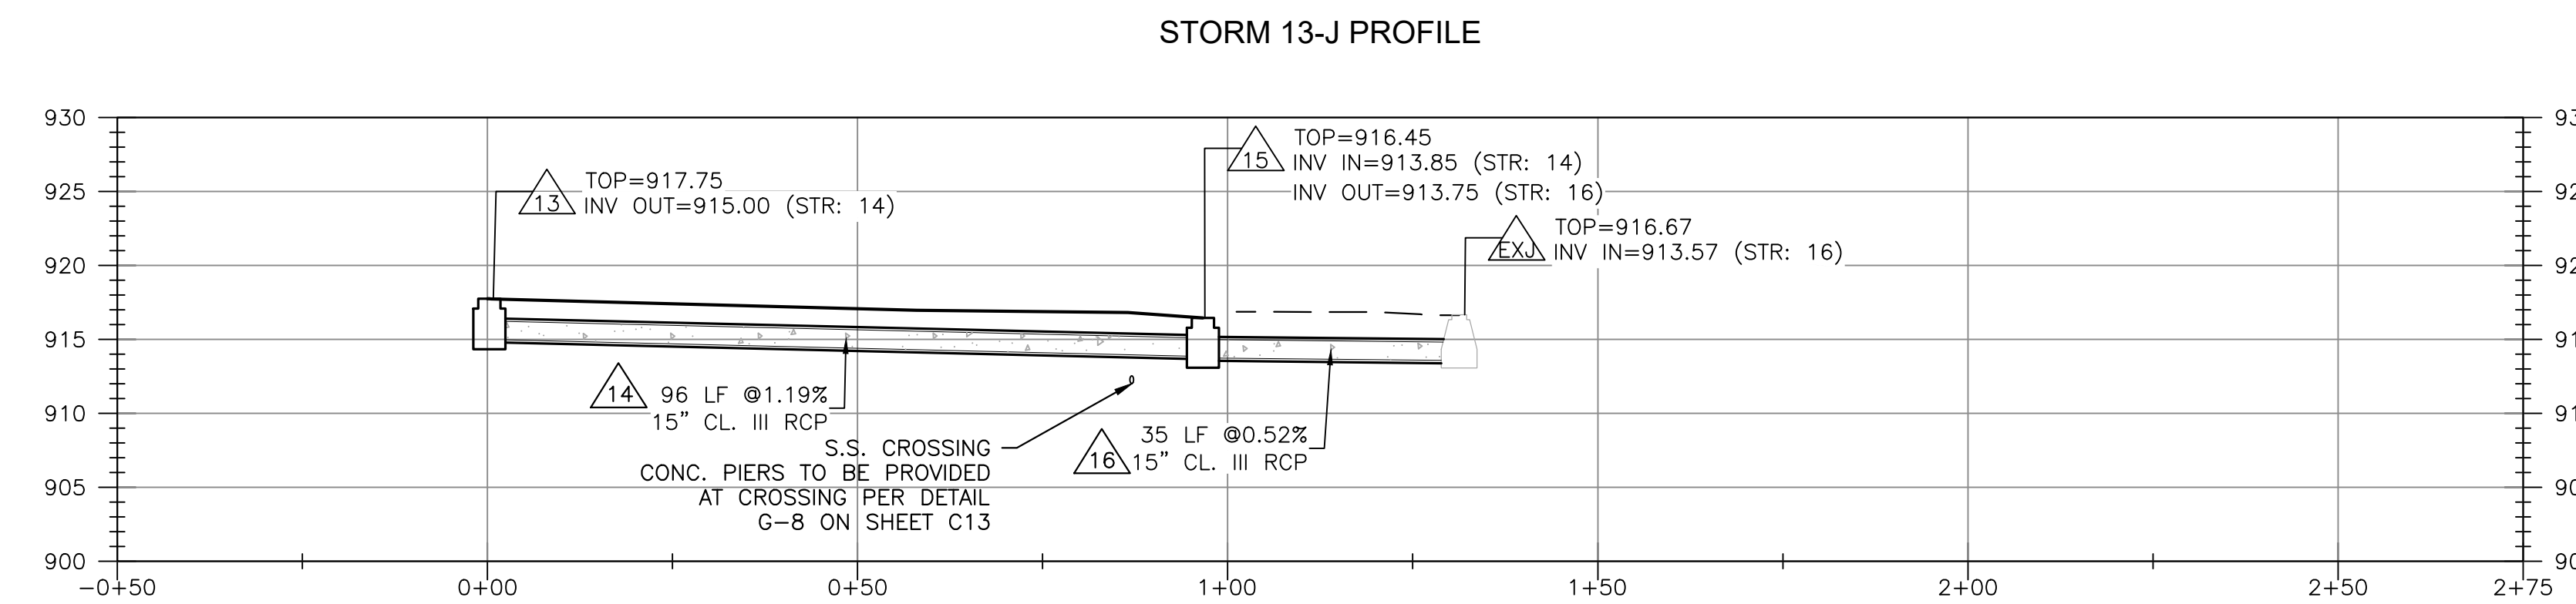 STORM 13-J PROFILE
930
925
920
915
910
905
900
13
TOP=917.75
INV OUT=915.00 (STR: 14)
15
TOP=916.45
INV IN=913.85 (STR: 14)
INV OUT=913.75 (STR: 16)
EXJ
TOP=916.67
INV IN=913.57 (STR: 16)
14
96 LF @1.19%
15" CL. III RCP
S.S. CROSSING
CONC. PIERS TO BE PROVIDED
AT CROSSING PER DETAIL
G-8 ON SHEET C13
16
35 LF @0.52%
15" CL. III RCP
-0+50 0+00 0+50 1+00 1+50 2+00 2+50 2+75